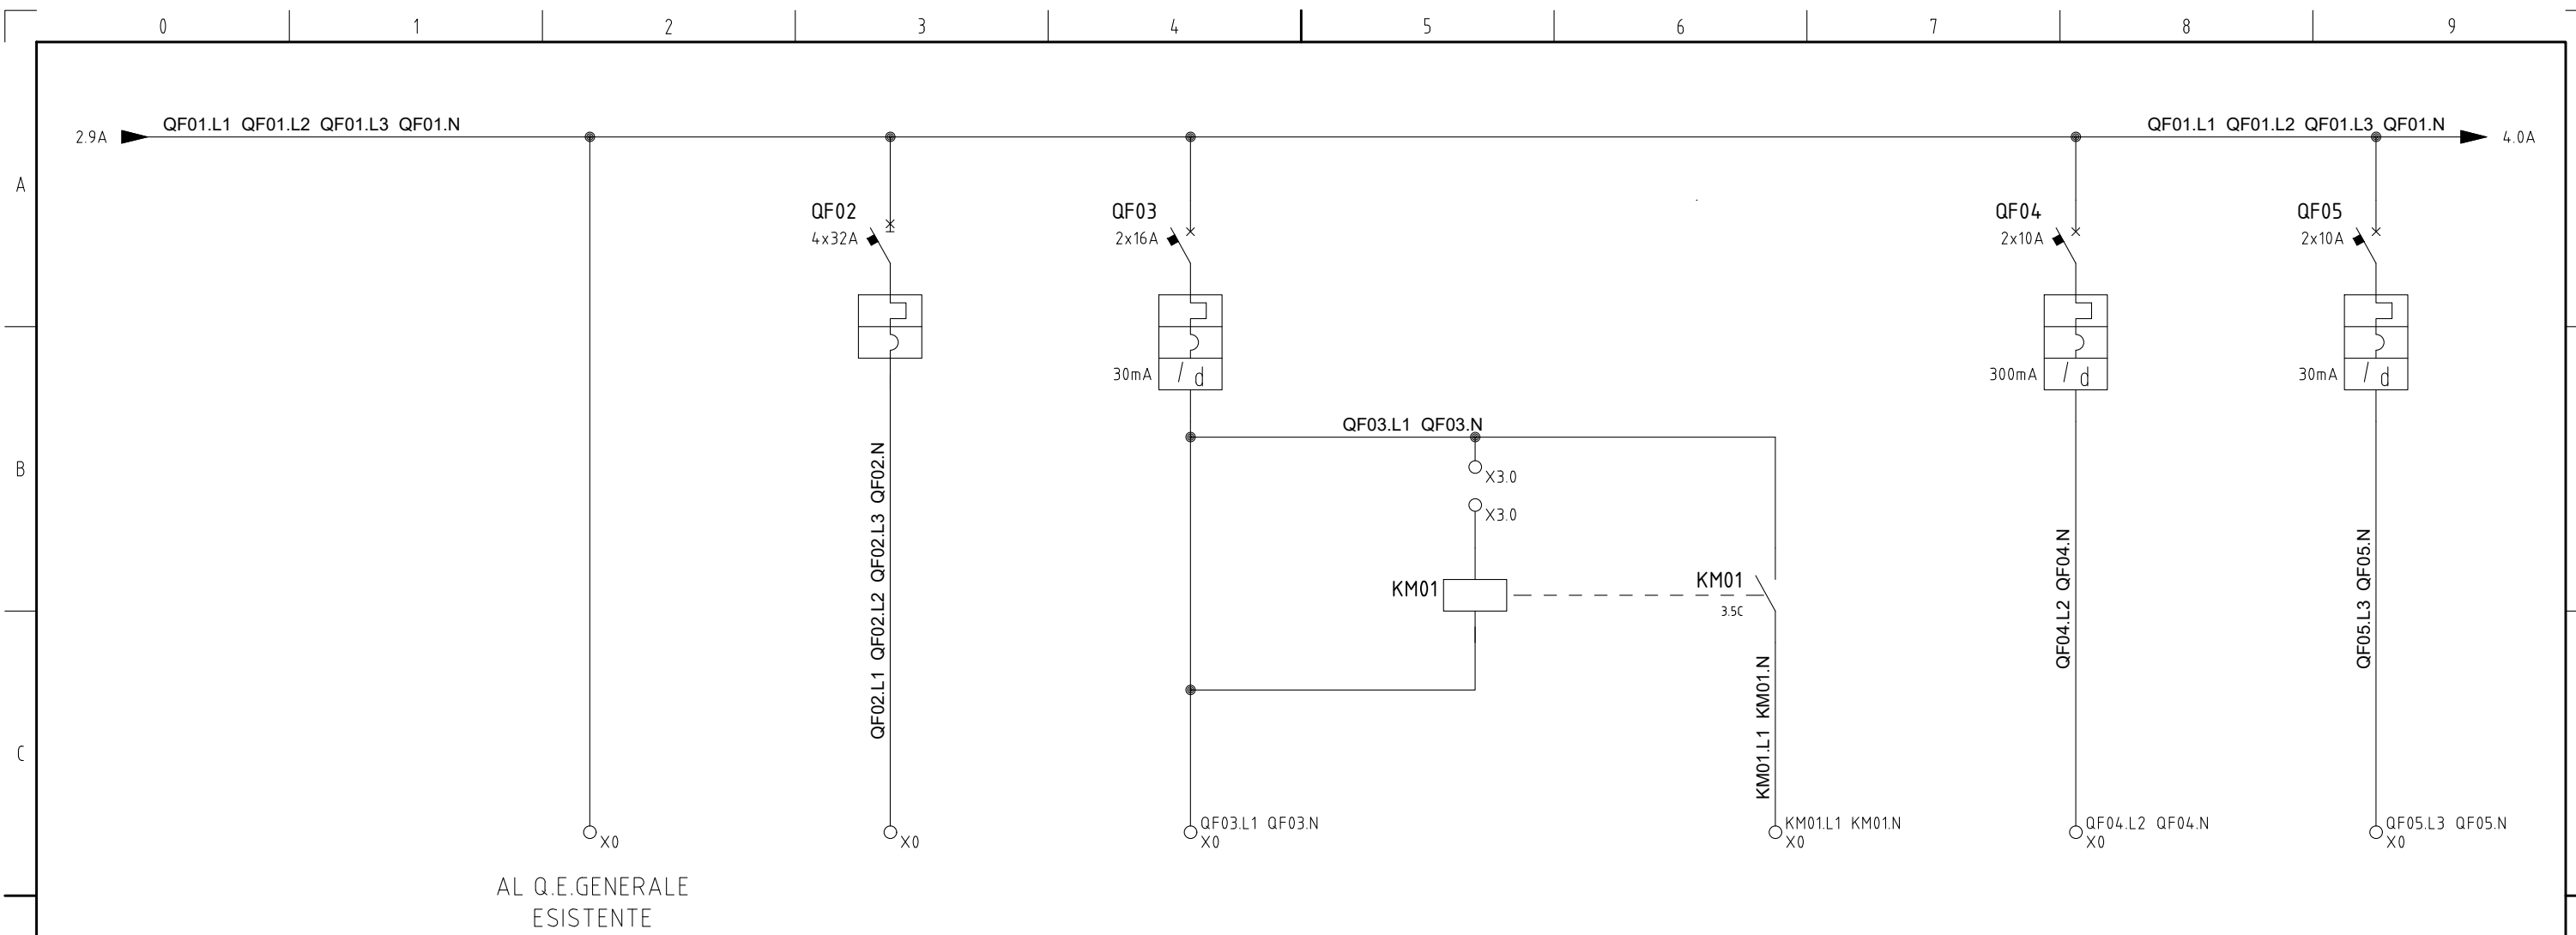 0 1 2 3 4 5 6 7 8 9
2.9A QF01.L1 QF01.L2 QF01.L3 QF01.N QF01.L1 QF01.L2 QF01.L3 QF01.N 4.0A
A
QF02 QF03 QF04 QF05
4x32A 2x16A 2x10A 2x10A
30mA / d 300mA / d 30mA / d
QF03.L1 QF03.N
B
X3.0
X3.0
QF02.L1 QF02.L2 QF02.L3 QF02.N
QF04.L2 QF04.N
QF05.L3 QF05.N
KM01 KM01
3.5C
KM01.L1 KM01.N
C
QF03.L1 QF03.N KM01.L1 KM01.N QF04.L2 QF04.N QF05.L3 QF05.N
X0 X0 X0 X0 X0 X0
AL Q.E.GENERALE
ESISTENTE